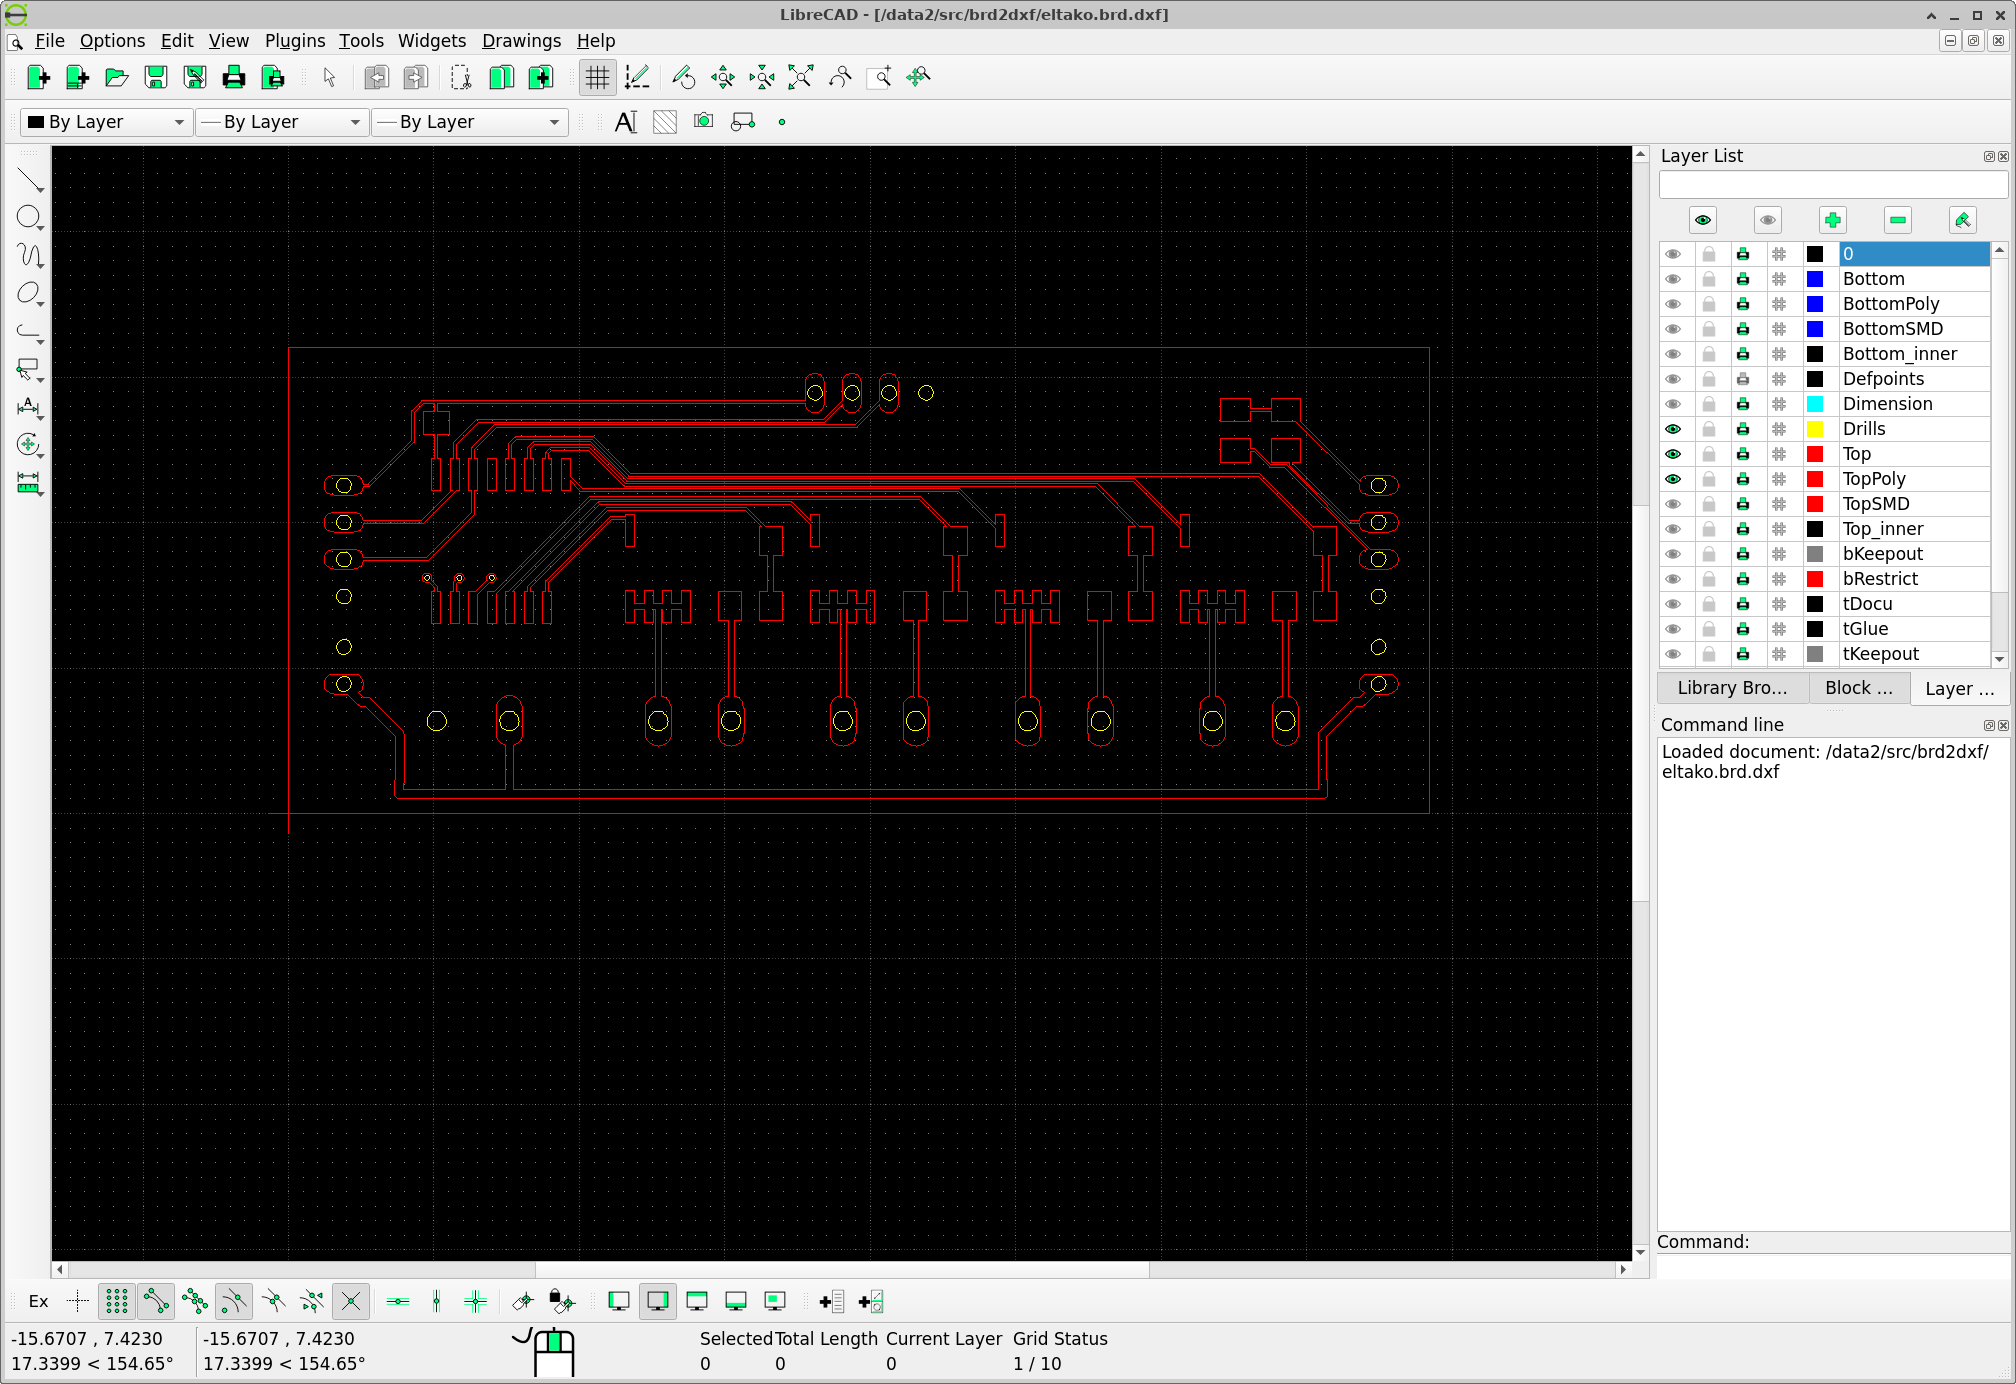 LibreCAD - [/data2/src/brd2dxf/eltako.brd.dxf]
File Options Edit View Plugins Tools Widgets Drawings Help
By Layer By Layer By Layer
A
Layer List
0
Bottom
BottomPoly
BottomSMD
Bottom_inner
Defpoints
Dimension
Drills
Top
TopPoly
TopSMD
Top_inner
bKeepout
bRestrict
tDocu
tGlue
tKeepout
Library Bro... Block ... Layer ...
Command line
Loaded document: /data2/src/brd2dxf/
eltako.brd.dxf
Command:
Ex
-15.6707 , 7.4230 -15.6707 , 7.4230 Selected Total Length Current Layer Grid Status
17.3399 < 154.65° 17.3399 < 154.65° 0 0 0 1 / 10